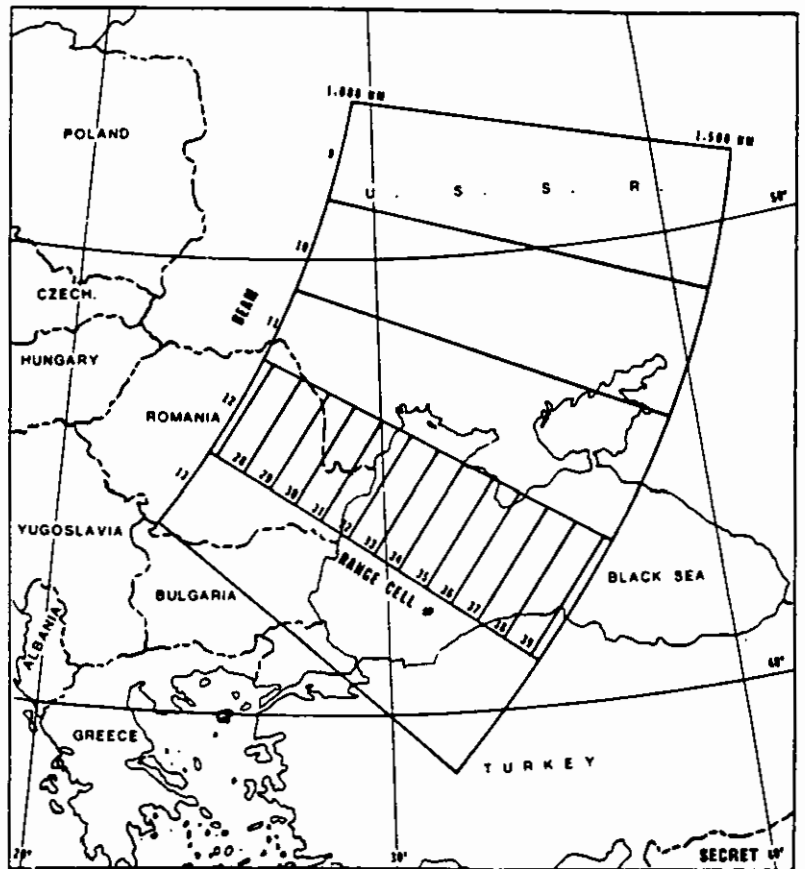 1.000 NM
1.500 NM
POLAND
9
U. S. S. R.
50°
10
CZECH.
BEAM
11
HUNGARY
12
ROMANIA
13
28
29
30
31
32
33
34
35
36
37
38
39
RANGE CELL #
YUGOSLAVIA
BLACK SEA
BULGARIA
ALBANIA
40°
GREECE
TURKEY
20°
30°
SECRET 40°